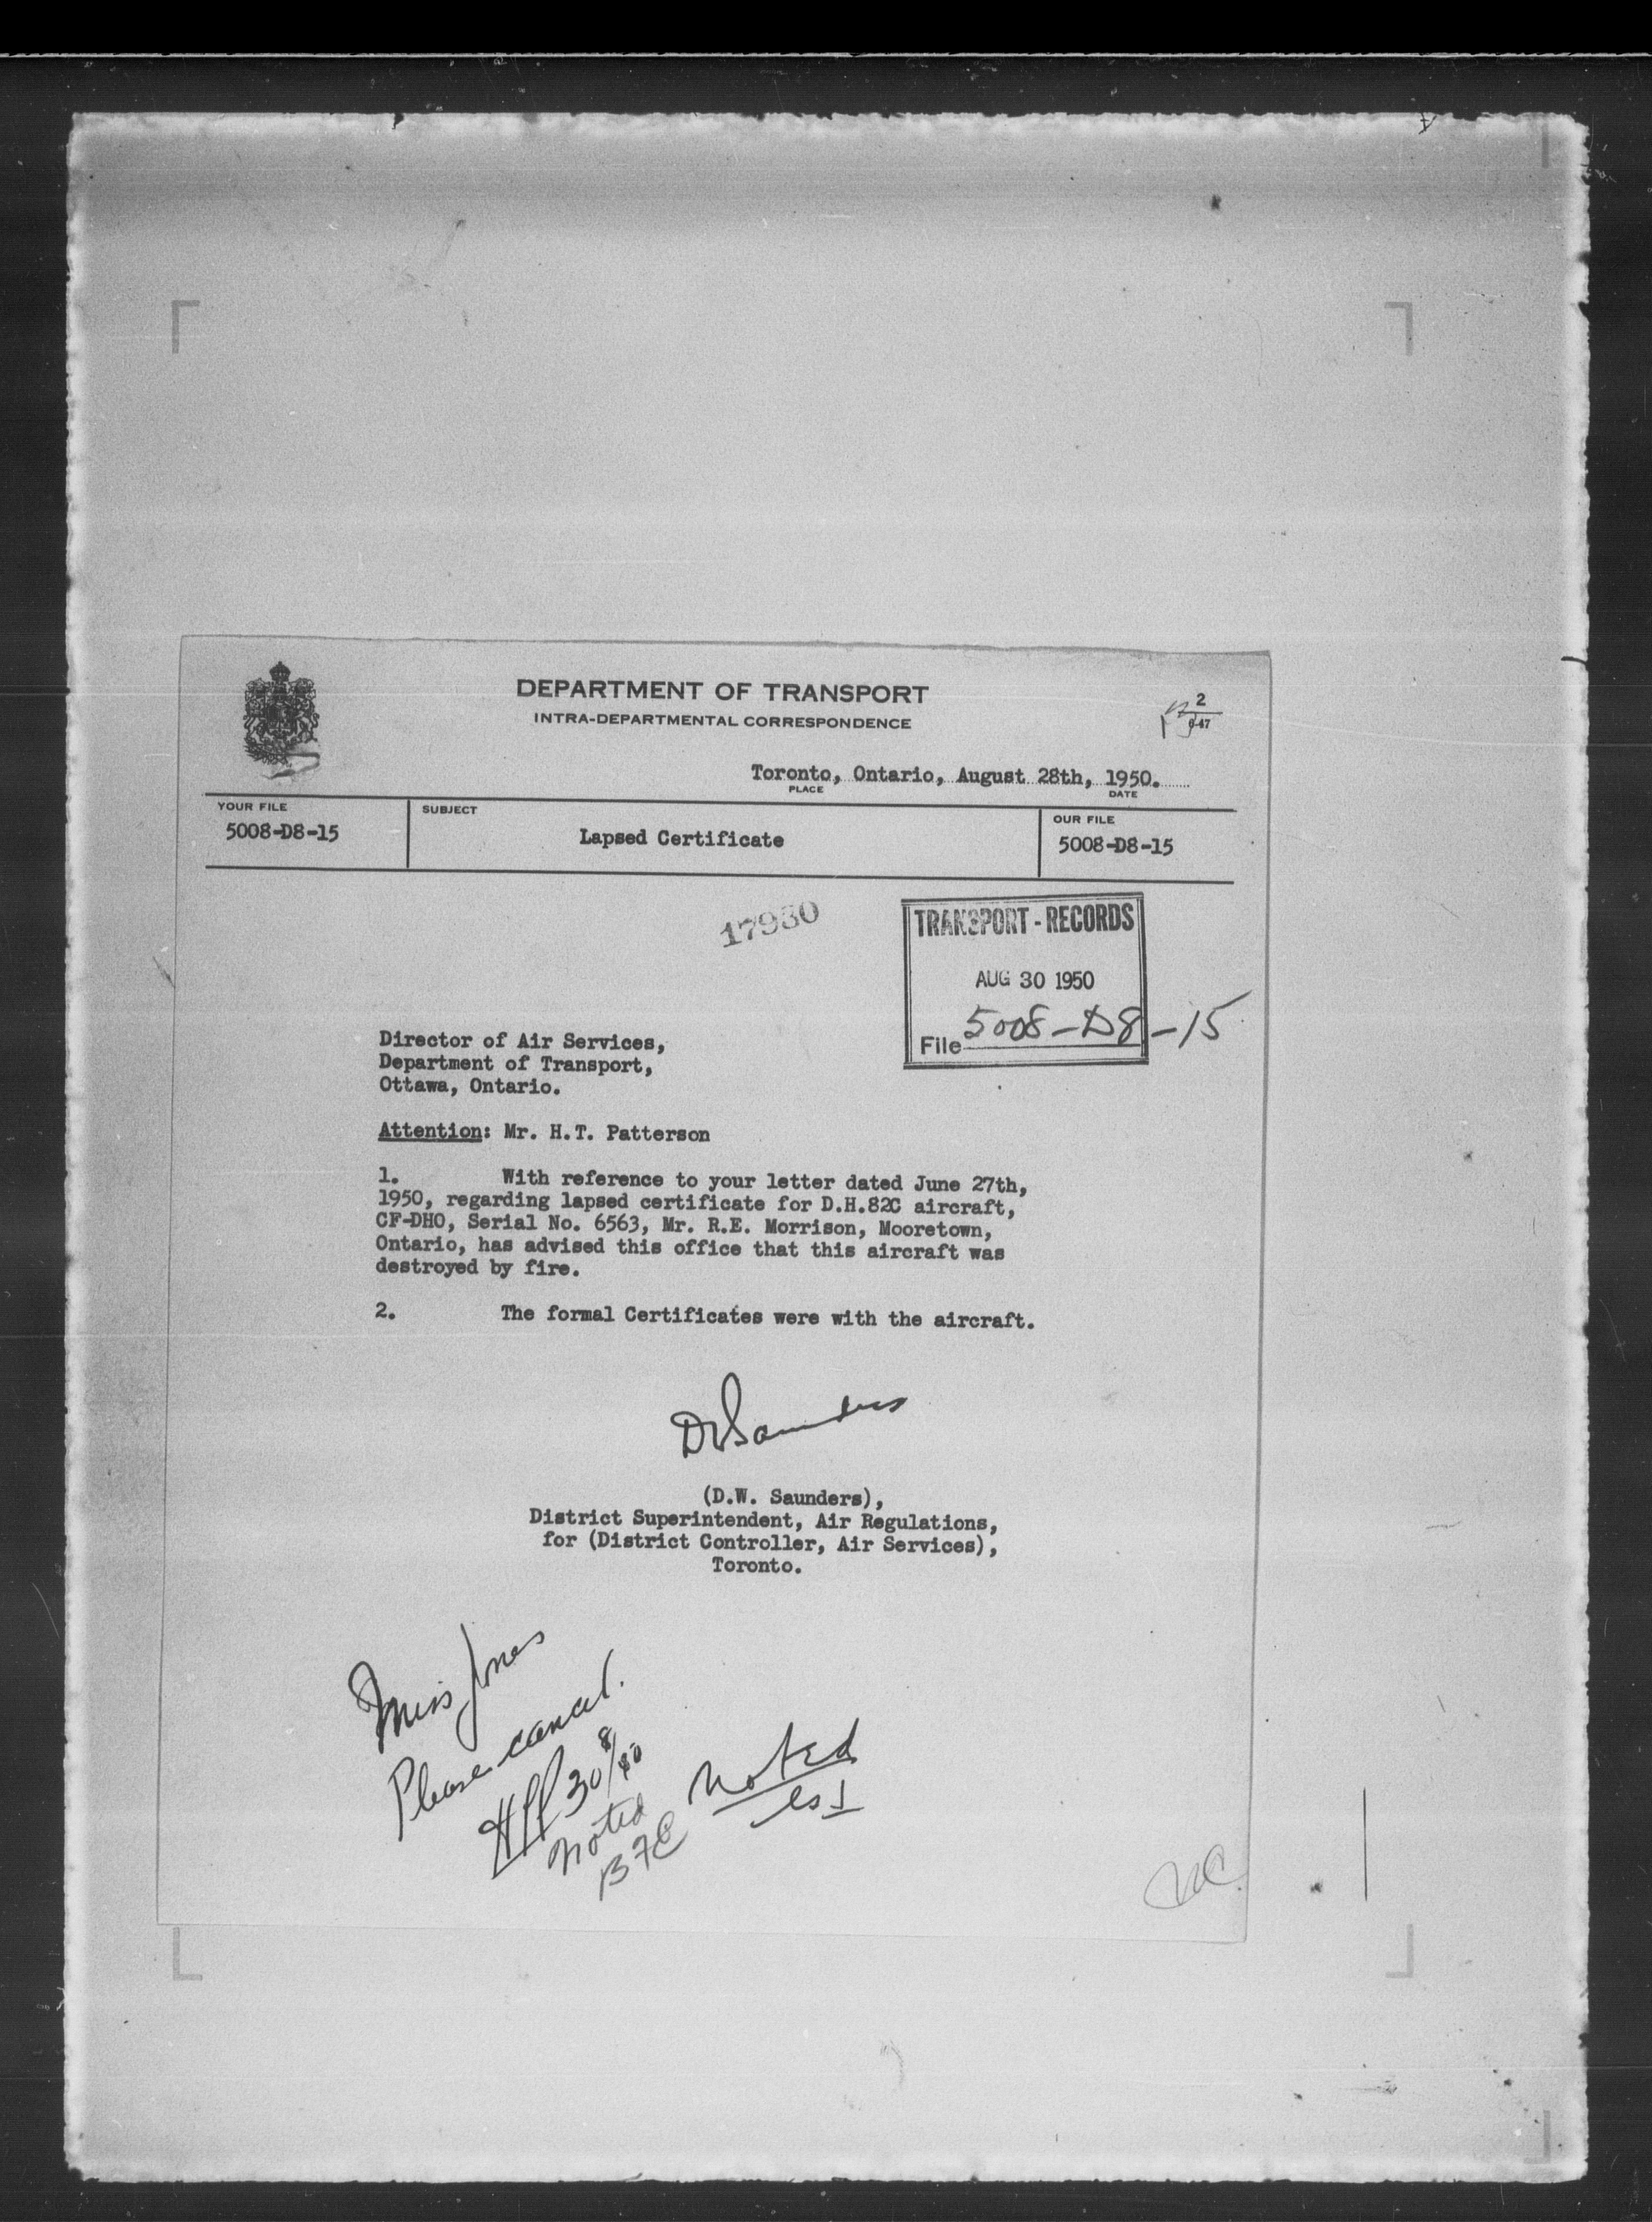 DEPARTMENT OF TRANSPORT
INTRA-DEPARTMENTAL CORRESPONDENCE
2
9-47
Toronto, Ontario, August 28th, 1950.
PLACE DATE
YOUR FILE SUBJECT OUR FILE
5008-D8-15 Lapsed Certificate 5008-D8-15
17930
TRANSPORT - RECORDS
AUG 30 1950
File 5008-D8-15
Director of Air Services,
Department of Transport,
Ottawa, Ontario.
Attention: Mr. H.T. Patterson
1. With reference to your letter dated June 27th,
1950, regarding lapsed certificate for D.H.82C aircraft,
CF-DHO, Serial No. 6563, Mr. R.E. Morrison, Mooretown,
Ontario, has advised this office that this aircraft was
destroyed by fire.
2. The formal Certificates were with the aircraft.
DWSaunders
(D.W. Saunders),
District Superintendent, Air Regulations,
for (District Controller, Air Services),
Toronto.
Miss Jones
Please cancel.
30/8/50
Noted
Noted